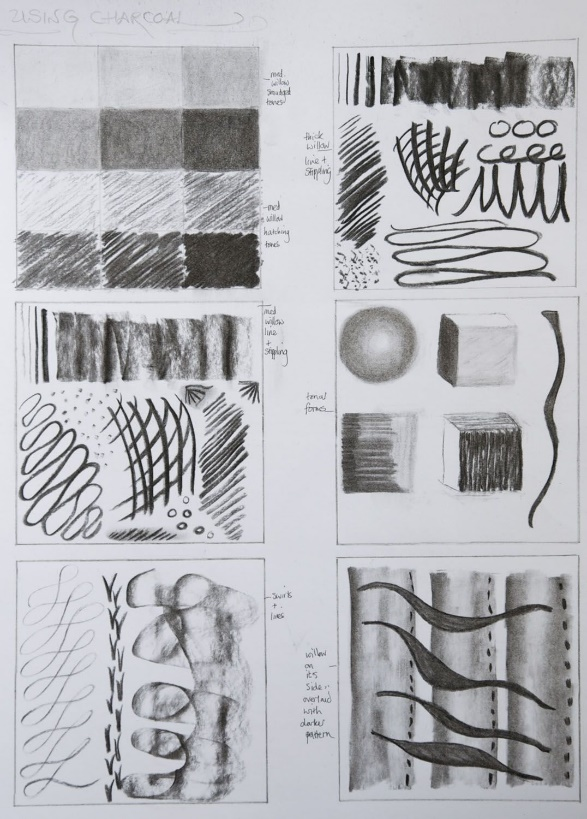 USING CHARCOAL
med.
willow
smudged
tones
med
willow
hatching
tones
thick
willow
line +
stippling
med
willow
line
+
stippling
tonal
forms
swirls
+
lines
willow
on
its
side..
overlaid
with
darker
pattern